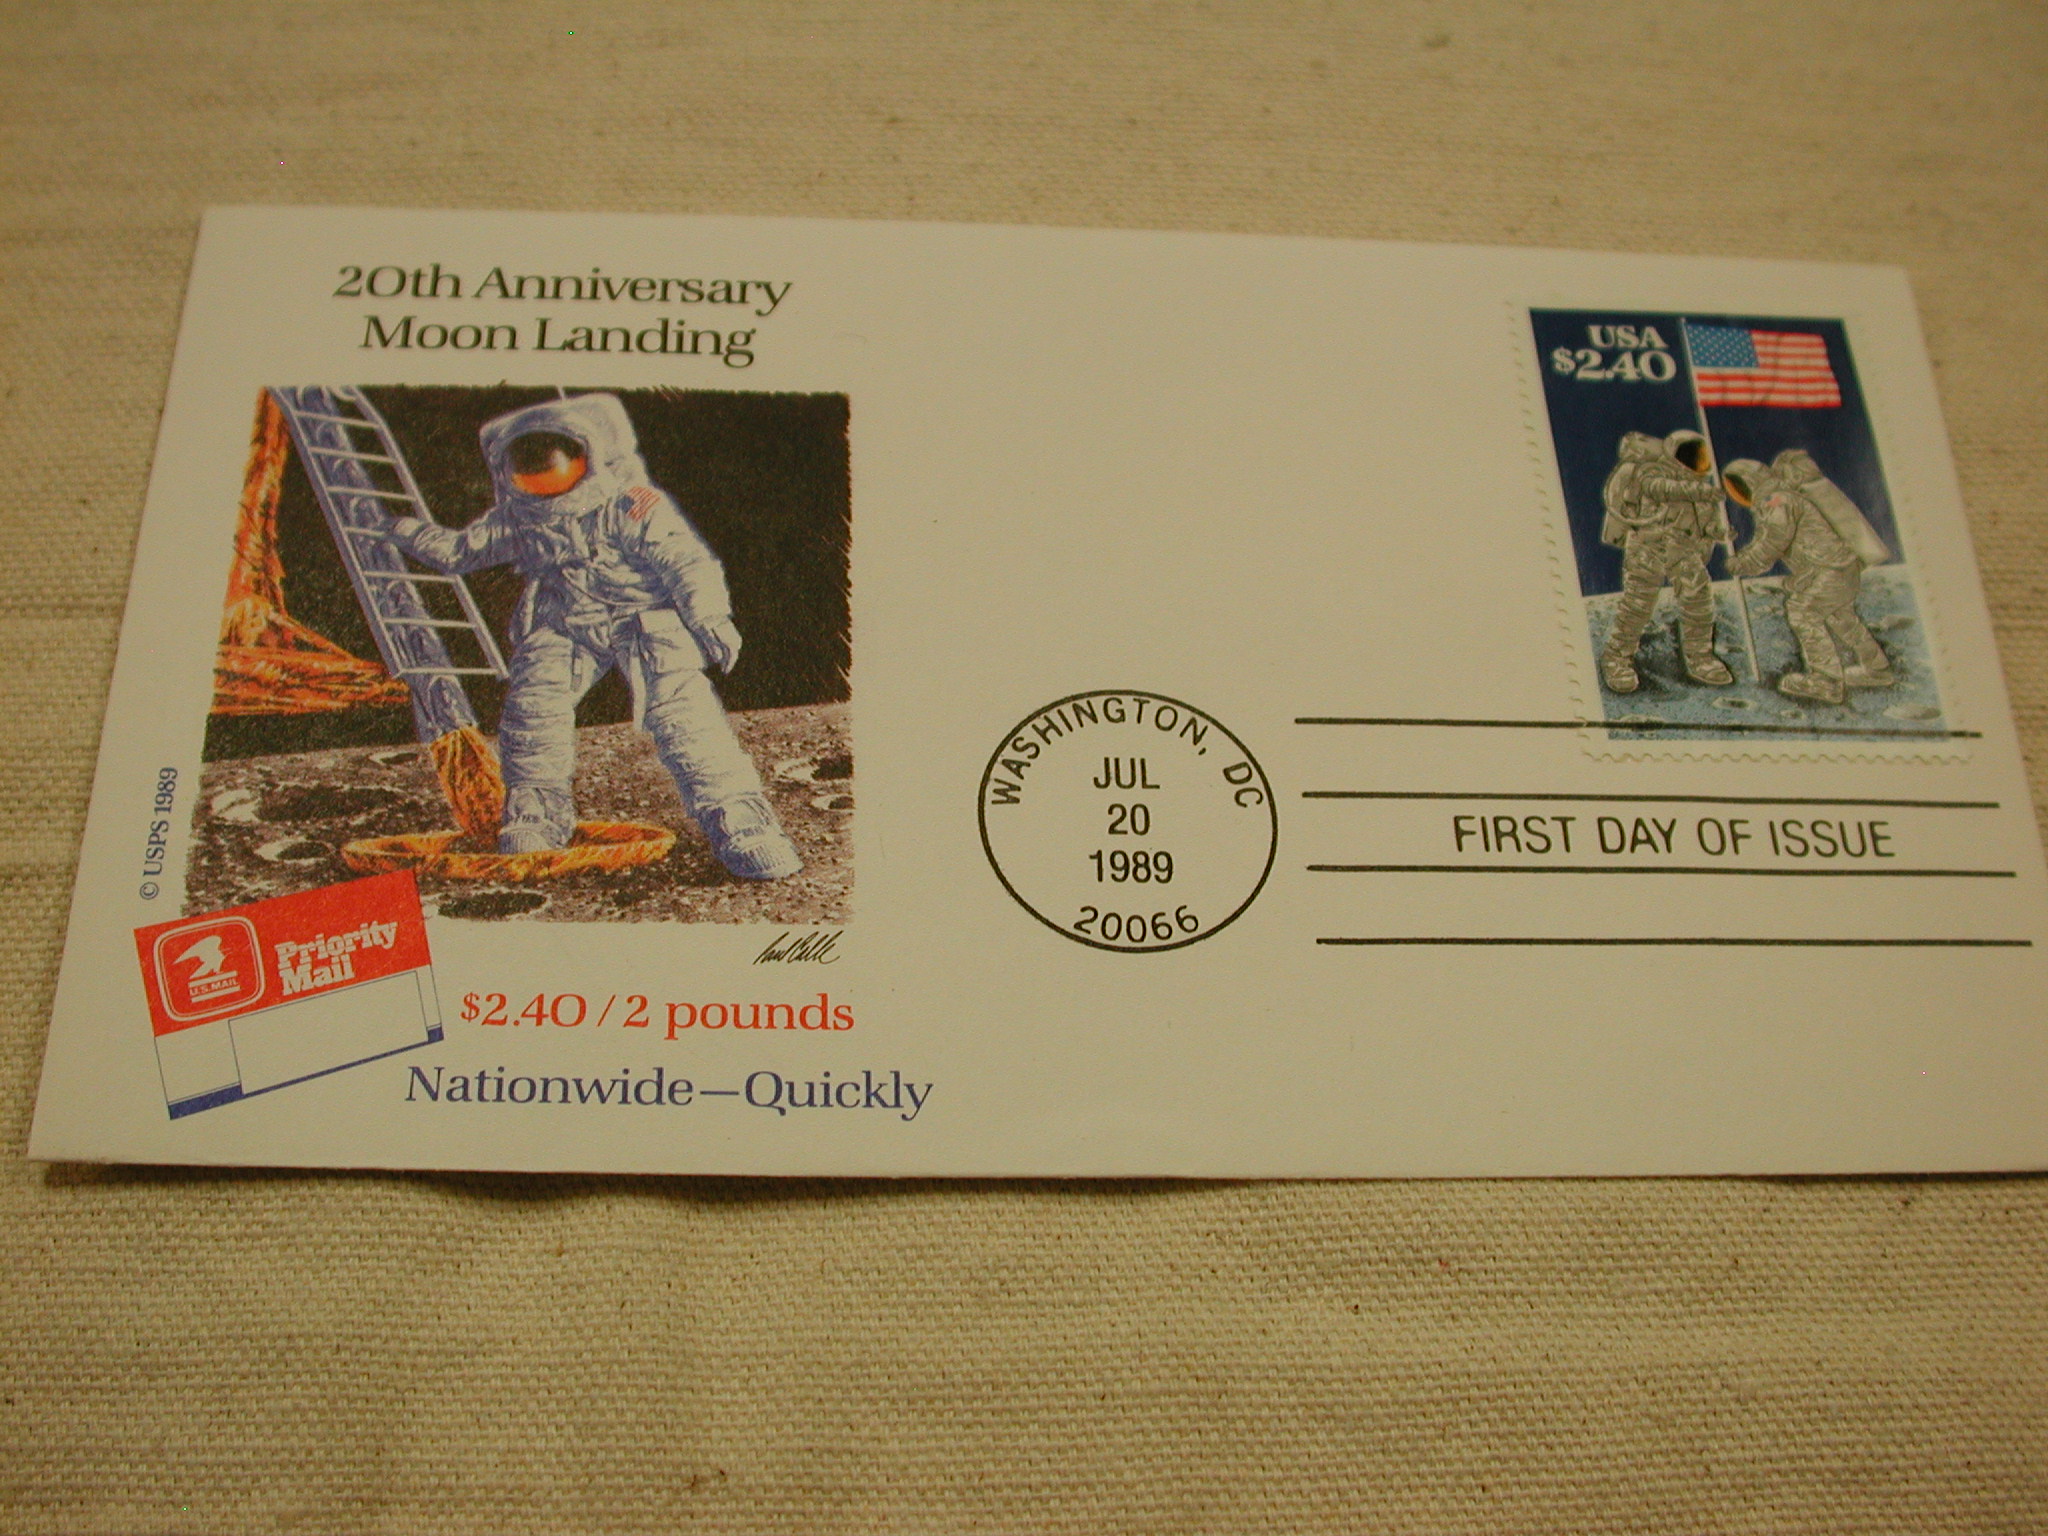 20th Anniversary
Moon Landing
© USPS 1989
U.S. MAIL
Priority
Mail
$2.40 / 2 pounds
Nationwide—Quickly
USA
$2.40
WASHINGTON, DC
JUL
20
1989
20066
FIRST DAY OF ISSUE